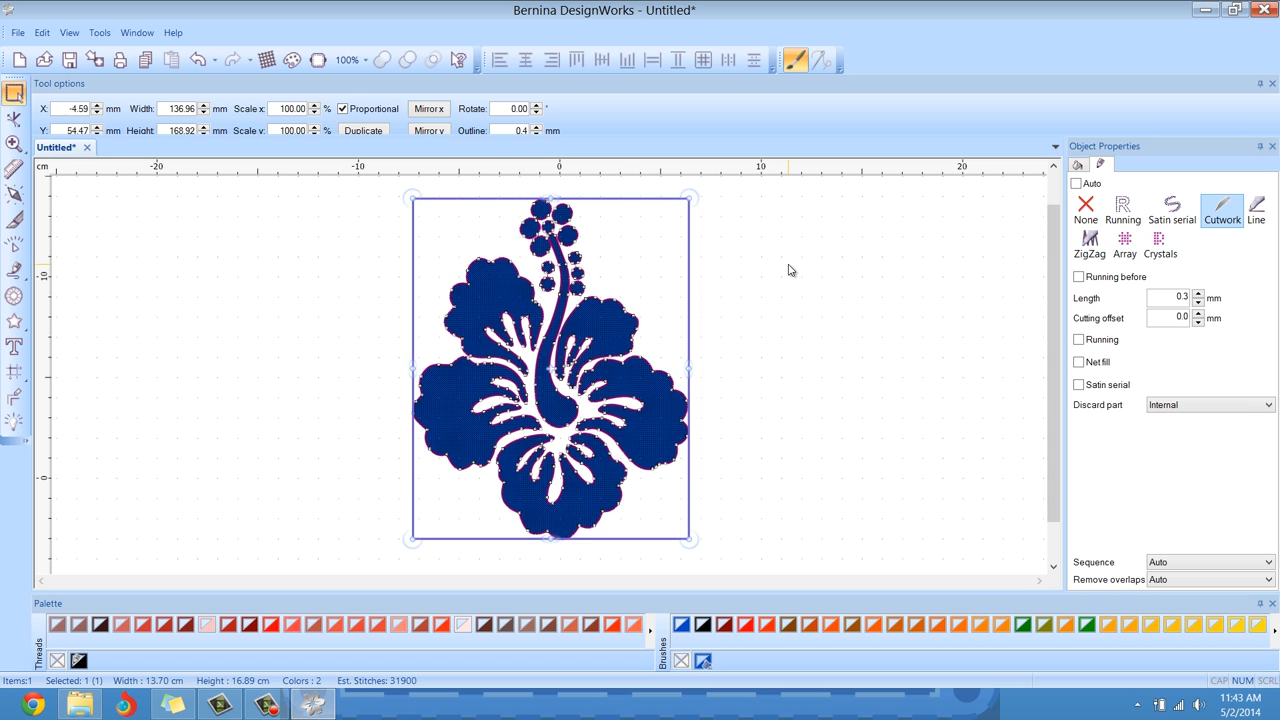 Bernina DesignWorks - Untitled*
File Edit View Tools Window Help
100%
Tool options
X: -4.59 mm Width: 136.96 mm Scale x: 100.00 % Proportional Mirror x Rotate: 0.00 °
Y: 54.47 mm Height: 168.92 mm Scale y: 100.00 % Duplicate Mirror y Outline: 0.4 mm
Untitled*
Object Properties
cm -20 -10 0 10 20
Auto
None Running Satin serial Cutwork Line
ZigZag Array Crystals
Running before
-10
Length 0.3 mm
Cutting offset 0.0 mm
Running
Net fill
Satin serial
Discard part Internal
0
Sequence Auto
Remove overlaps Auto
Palette
Threads
Brushes
Items:1 Selected: 1 (1) Width : 13.70 cm Height : 16.89 cm Colors : 2 Est. Stitches: 31900 CAP NUM SCRL
11:43 AM
5/2/2014